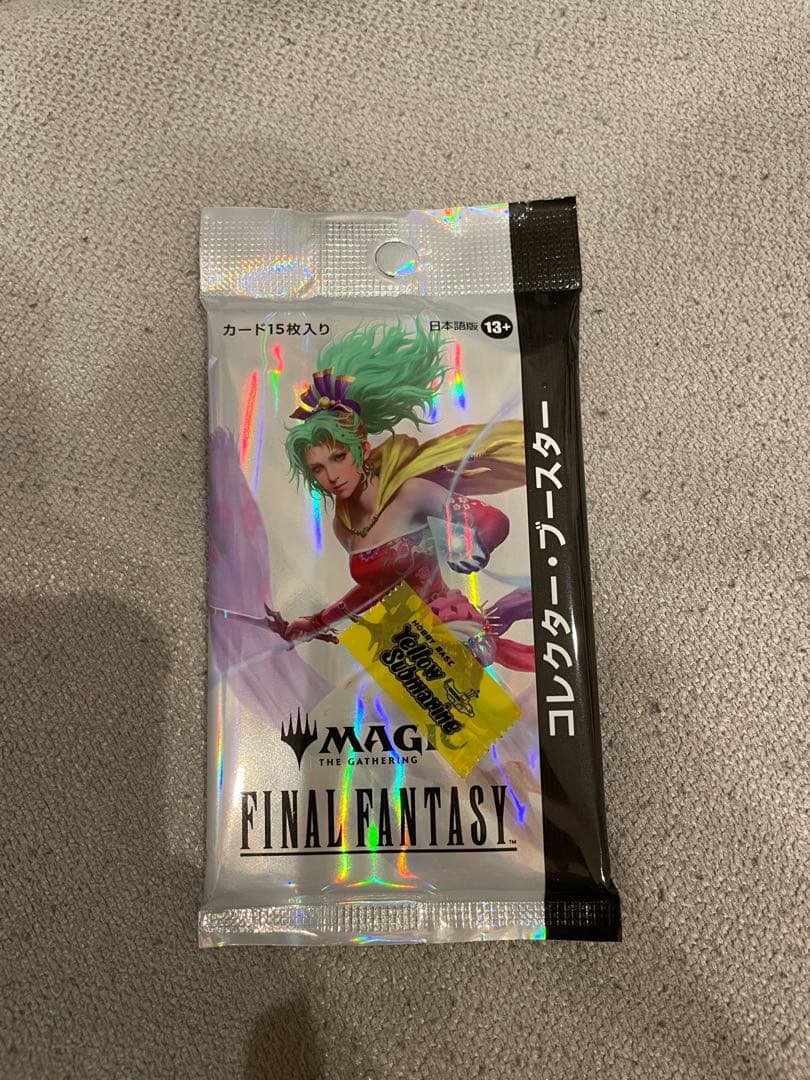 カード15枚入り
日本語版 13+
コレクター・ブースター
HOBBY BASE
Yellow
Submarine
MAGIC
THE GATHERING
FINAL FANTASY™